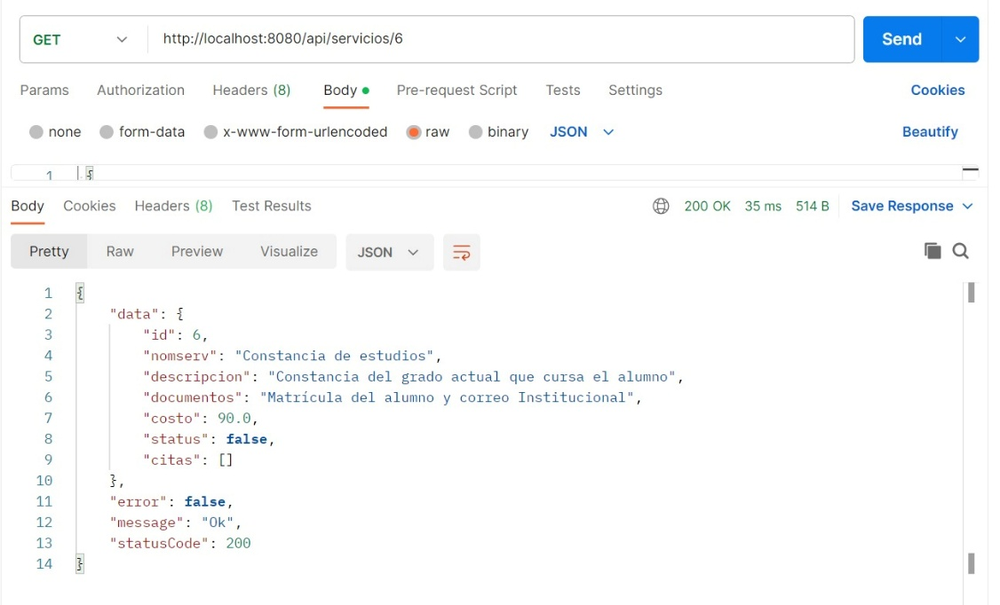 GET http://localhost:8080/api/servicios/6 Send
Params Authorization Headers (8) Body Pre-request Script Tests Settings Cookies
none form-data x-www-form-urlencoded raw binary JSON Beautify
1 {
Body Cookies Headers (8) Test Results 200 OK 35 ms 514 B Save Response
Pretty Raw Preview Visualize JSON
1 {
2 "data": {
3 "id": 6,
4 "nomserv": "Constancia de estudios",
5 "descripcion": "Constancia del grado actual que cursa el alumno",
6 "documentos": "Matrícula del alumno y correo Institucional",
7 "costo": 90.0,
8 "status": false,
9 "citas": []
10 },
11 "error": false,
12 "message": "Ok",
13 "statusCode": 200
14 }